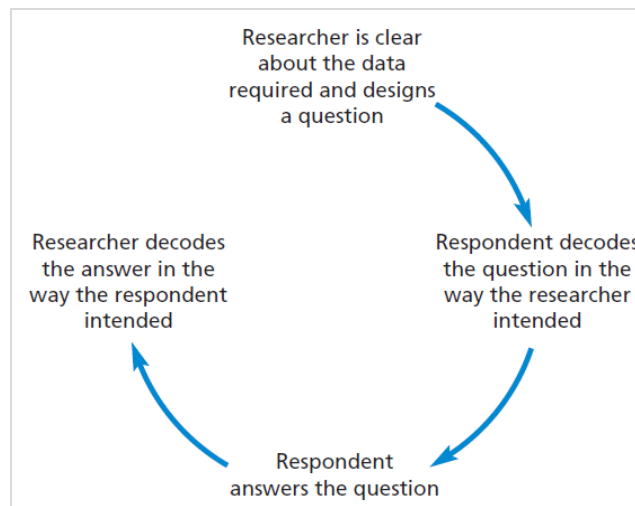 Researcher is clear
about the data
required and designs
a question
Respondent decodes
the question in the
way the researcher
intended
Respondent
answers the question
Researcher decodes
the answer in the
way the respondent
intended